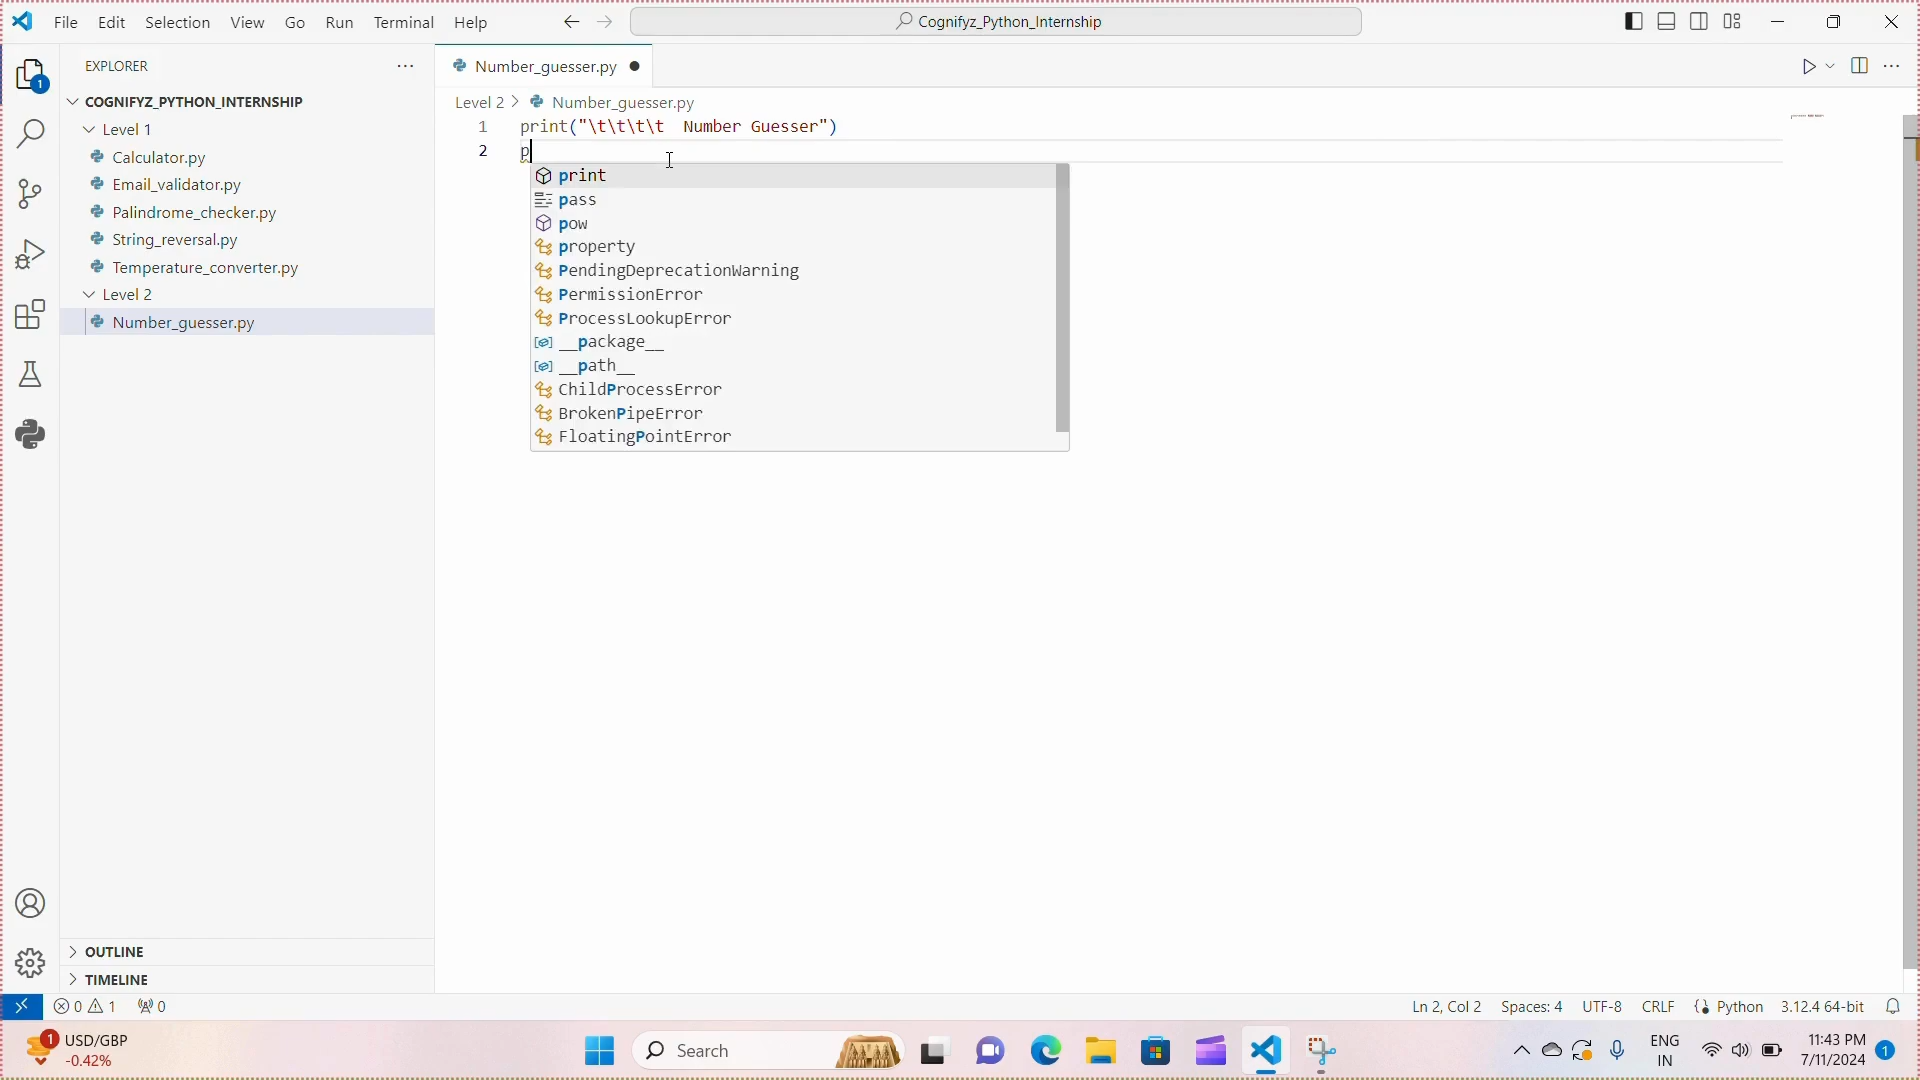 File Edit Selection View Go Run Terminal Help
Cognifyz_Python_Internship
EXPLORER
1
COGNIFYZ_PYTHON_INTERNSHIP
Level 1
Calculator.py
Email_validator.py
Palindrome_checker.py
String_reversal.py
Temperature_converter.py
Level 2
Number_guesser.py
OUTLINE
TIMELINE
Number_guesser.py
Level 2 > Number_guesser.py
1 print("\t\t\t\t  Number Guesser")
2 p
print
pass
pow
property
PendingDeprecationWarning
PermissionError
ProcessLookupError
__package__
__path__
ChildProcessError
BrokenPipeError
FloatingPointError
0 1 0
Ln 2, Col 2 Spaces: 4 UTF-8 CRLF Python 3.12.4 64-bit
1
USD/GBP
-0.42%
Search
ENG
IN
11:43 PM
7/11/2024
1